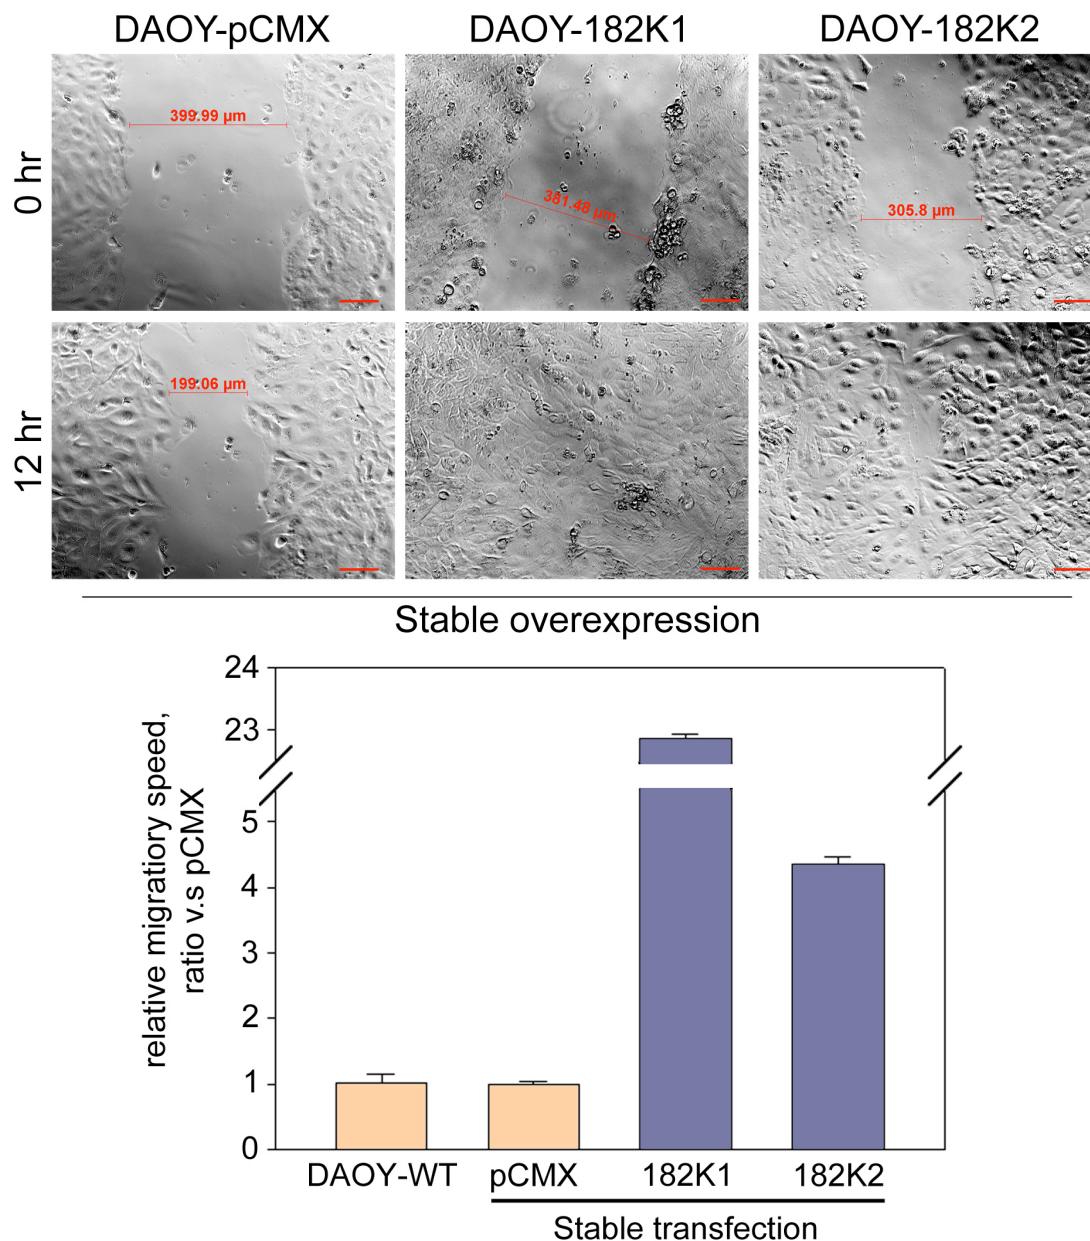 DAOY-pCMX DAOY-182K1 DAOY-182K2
0 hr
399.99 µm
381.48 µm
305.8 µm
12 hr
199.06 µm
Stable overexpression
relative migratory speed,
ratio v.s pCMX
24
23
5
4
3
2
1
0
DAOY-WT pCMX 182K1 182K2
Stable transfection